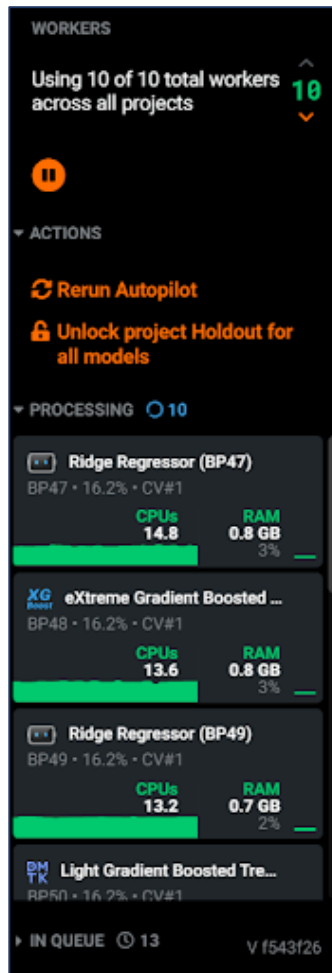 WORKERS
Using 10 of 10 total workers
across all projects
10
ACTIONS
Rerun Autopilot
Unlock project Holdout for
all models
PROCESSING 10
Ridge Regressor (BP47)
BP47 • 16.2% • CV#1
CPUs RAM
14.8 0.8 GB
3%
XG
Boost
eXtreme Gradient Boosted ...
BP48 • 16.2% • CV#1
CPUs RAM
13.6 0.8 GB
3%
Ridge Regressor (BP49)
BP49 • 16.2% • CV#1
CPUs RAM
13.2 0.7 GB
2%
DM
TK
Light Gradient Boosted Tre...
BP50 • 16.2% • CV#1
IN QUEUE 13
V f543f26